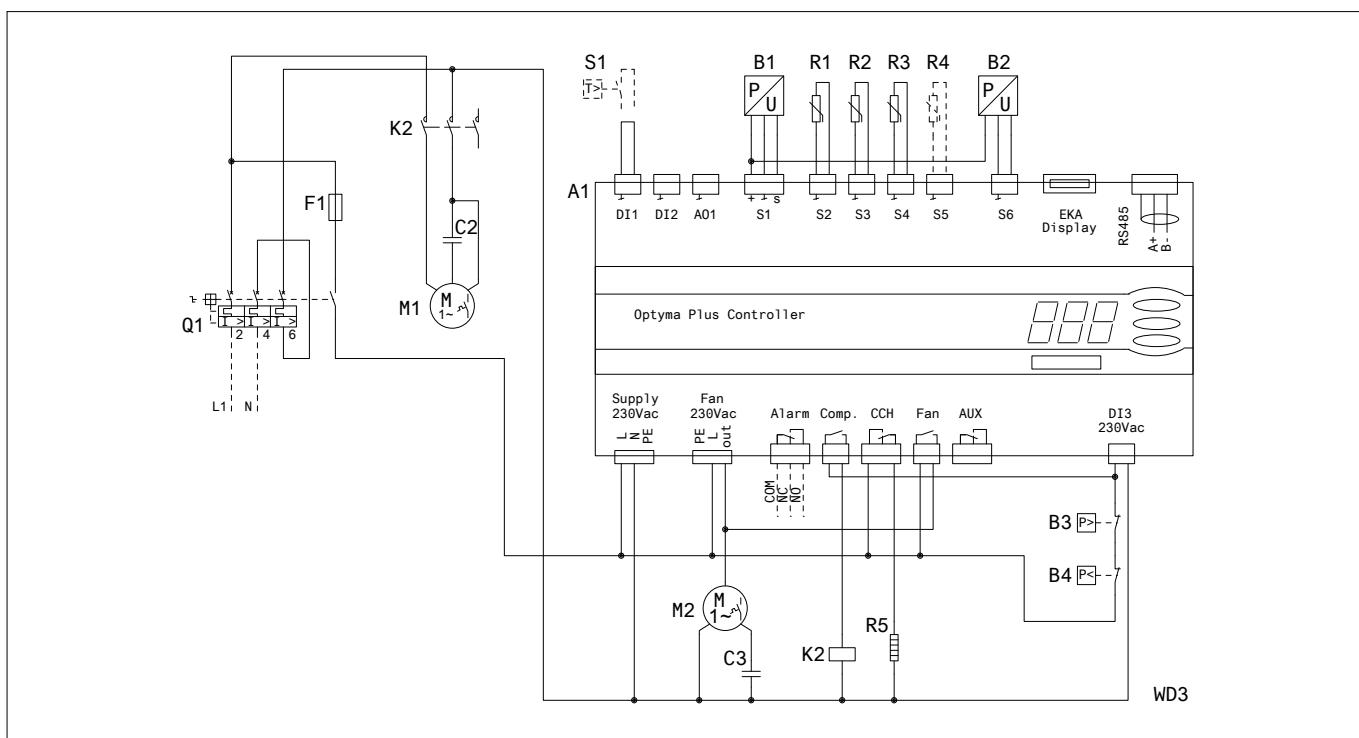 S1
B1
R1
R2
R3
R4
B2
T>
P
U
P
U
K2
A1
F1
+
s
DI1
DI2
AO1
S1
S2
S3
S4
S5
S6
EKA
Display
RS485
A+
B-
C2
M1
M
1~
Q1
I >
I >
I >
2
4
6
Optyma Plus Controller
L1
N
Supply
230Vac
Fan
230Vac
Alarm
Comp.
CCH
Fan
AUX
DI3
230Vac
L
N
PE
PE
L
out
COM
NC
NO
B3
P>
B4
P<
M2
M
1~
R5
C3
K2
WD3